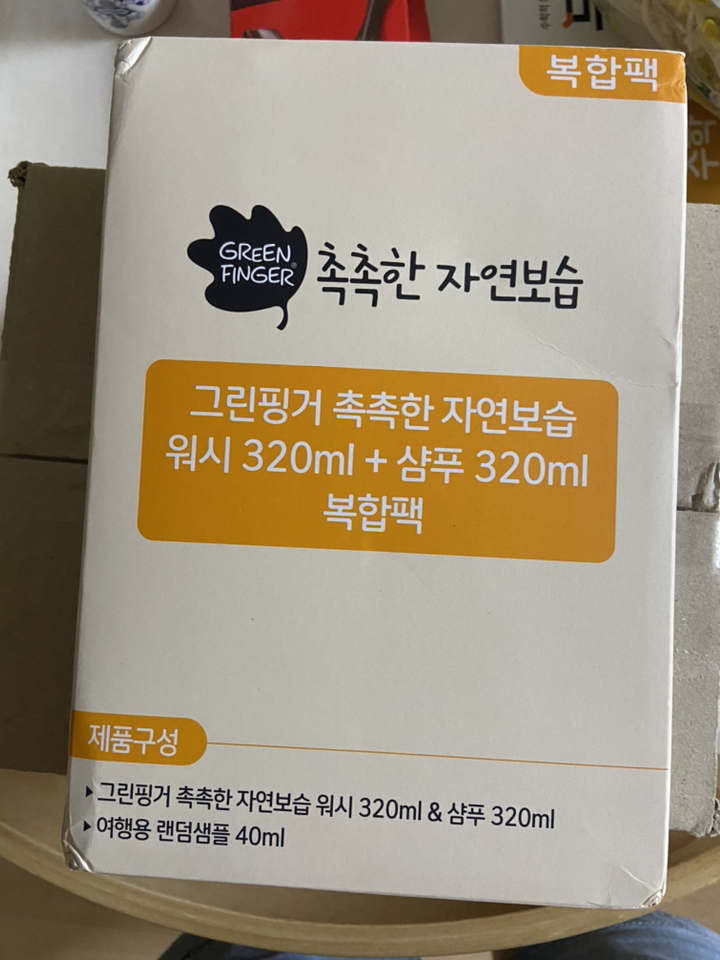 복합팩
GREEN
FINGER®
촉촉한 자연보습
그린핑거 촉촉한 자연보습
워시 320ml + 샴푸 320ml
복합팩
제품구성
▸그린핑거 촉촉한 자연보습 워시 320ml & 샴푸 320ml
▸여행용 랜덤샘플 40ml